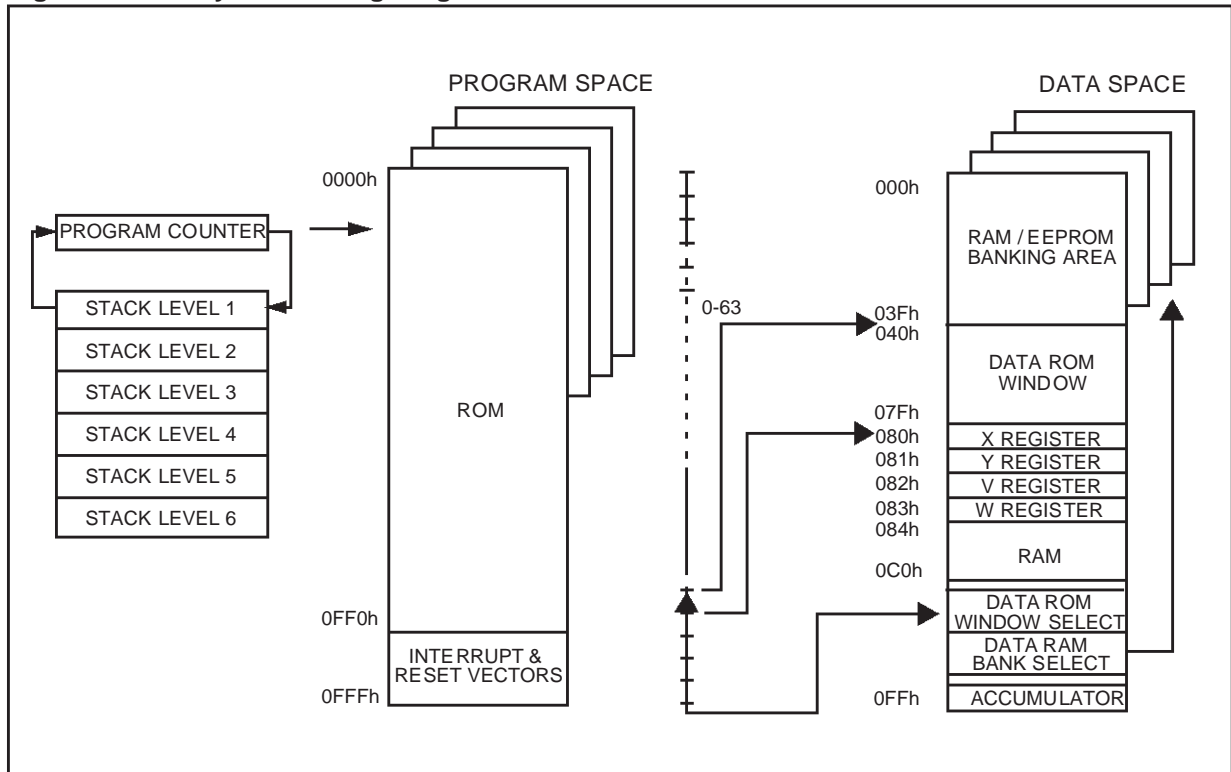 PROGRAM SPACE
0000h
PROGRAM COUNTER
STACK LEVEL 1
STACK LEVEL 2
STACK LEVEL 3
STACK LEVEL 4
STACK LEVEL 5
STACK LEVEL 6
ROM
0FF0h
INTERRUPT &
RESET VECTORS
0FFFh
0-63
DATA SPACE
000h
RAM / EEPROM
BANKING AREA
03Fh
040h
DATA ROM
WINDOW
07Fh
080h
X REGISTER
081h
Y REGISTER
082h
V REGISTER
083h
W REGISTER
084h
RAM
0C0h
DATA ROM
WINDOW SELECT
DATA RAM
BANK SELECT
0FFh
ACCUMULATOR